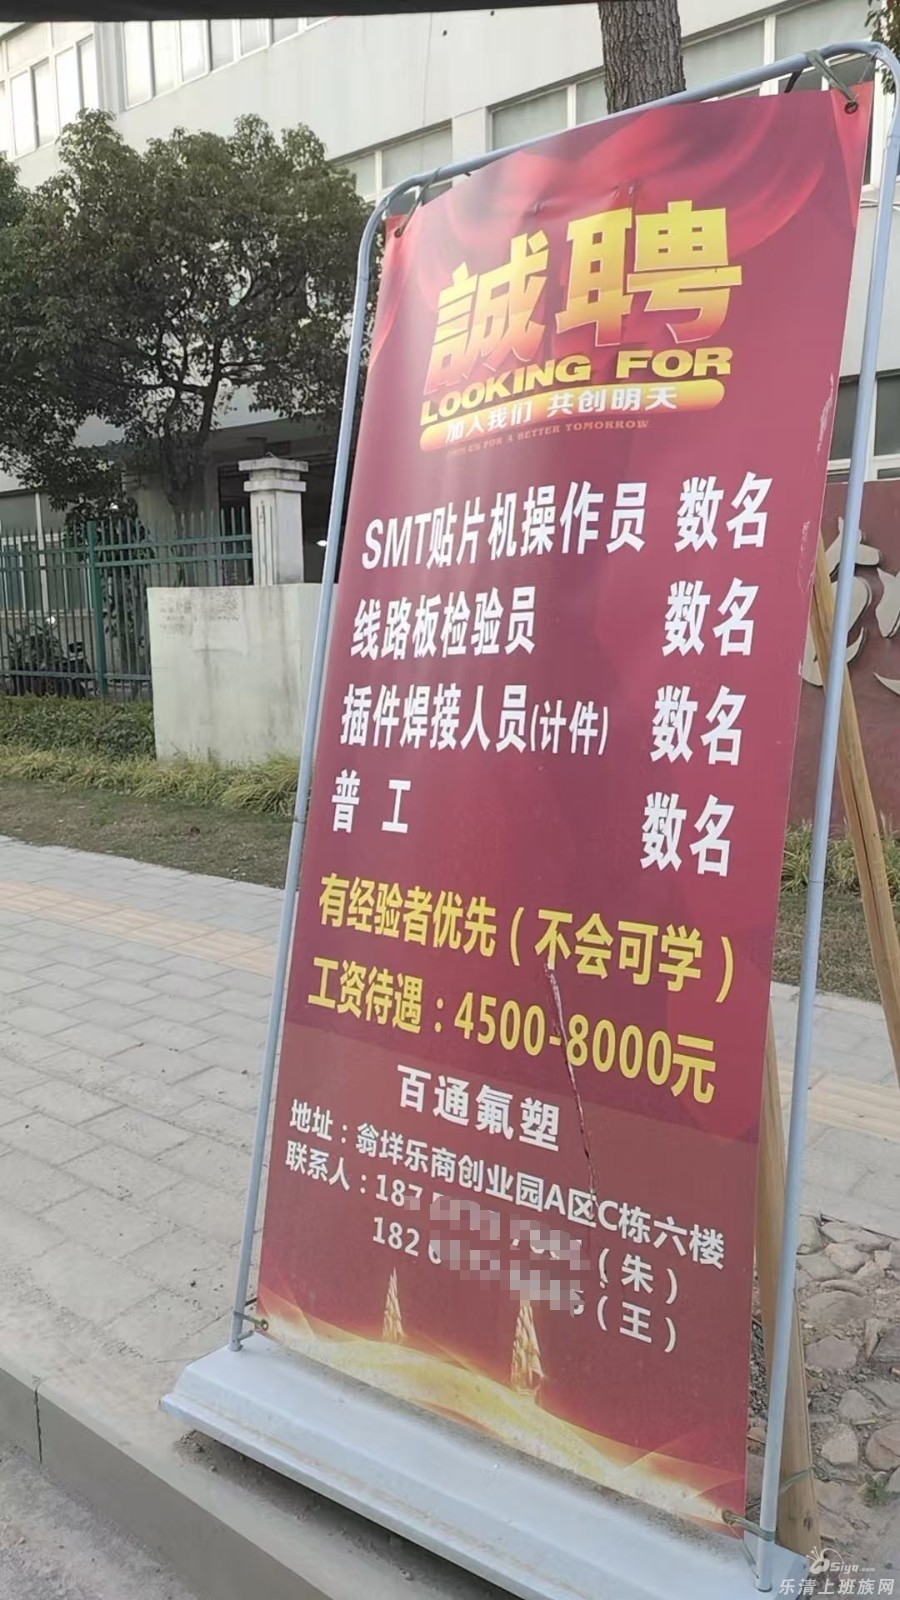 誠聘
LOOKING FOR
加入我们 共创明天
FOR A BETTER TOMORROW
SMT贴片机操作员 数名
线路板检验员 数名
插件焊接人员(计件) 数名
普工 数名
有经验者优先(不会可学)
工资待遇:4500-8000元
百通氟塑
地址:翁垟乐商创业园A区C栋六楼
联系人:187 (朱)
182 (王)
乐清上班族网